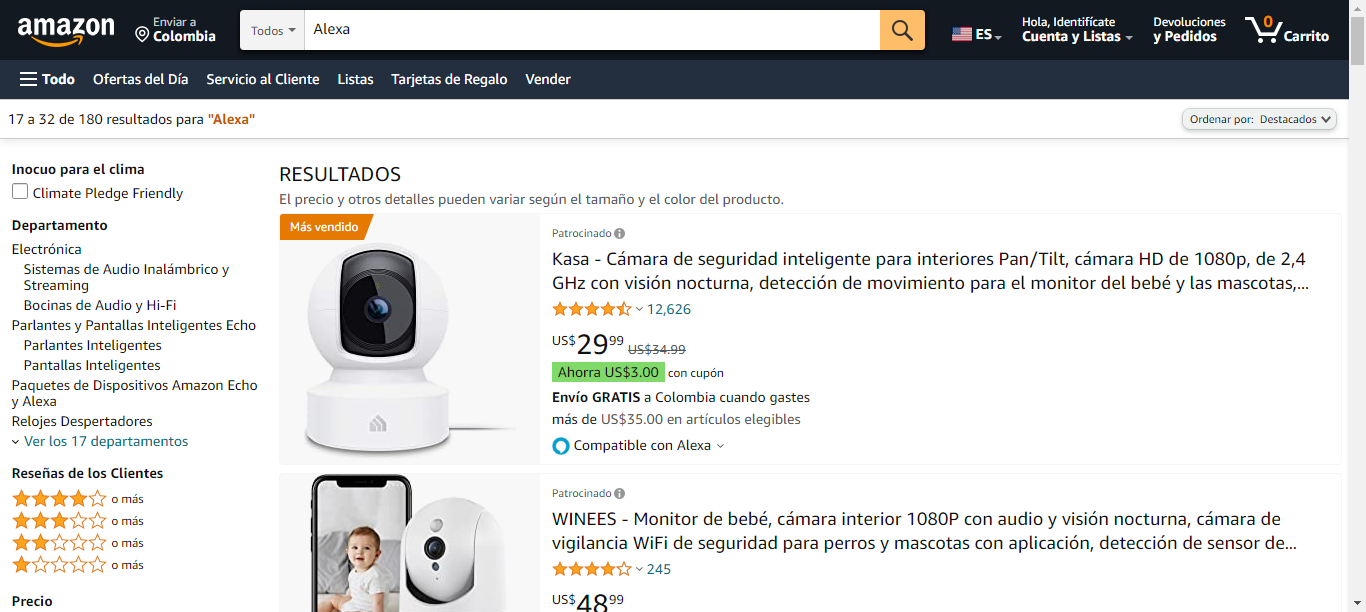 amazon
Enviar a
Colombia
Todos
Alexa
ES
Hola, Identifícate
Cuenta y Listas
Devoluciones
y Pedidos
0
Carrito
Todo
Ofertas del Día
Servicio al Cliente
Listas
Tarjetas de Regalo
Vender
17 a 32 de 180 resultados para "Alexa"
Ordenar por: Destacados
Inocuo para el clima
Climate Pledge Friendly
Departamento
Electrónica
Sistemas de Audio Inalámbrico y
Streaming
Bocinas de Audio y Hi-Fi
Parlantes y Pantallas Inteligentes Echo
Parlantes Inteligentes
Pantallas Inteligentes
Paquetes de Dispositivos Amazon Echo
y Alexa
Relojes Despertadores
Ver los 17 departamentos
Reseñas de los Clientes
o más
o más
o más
o más
Precio
RESULTADOS
El precio y otros detalles pueden variar según el tamaño y el color del producto.
Más vendido
Patrocinado
Kasa - Cámara de seguridad inteligente para interiores Pan/Tilt, cámara HD de 1080p, de 2,4
GHz con visión nocturna, detección de movimiento para el monitor del bebé y las mascotas,...
12,626
US$2999 US$34.99
Ahorra US$3.00 con cupón
Envío GRATIS a Colombia cuando gastes
más de US$35.00 en artículos elegibles
Compatible con Alexa
Patrocinado
WINEES - Monitor de bebé, cámara interior 1080P con audio y visión nocturna, cámara de
vigilancia WiFi de seguridad para perros y mascotas con aplicación, detección de sensor de...
245
US$4899